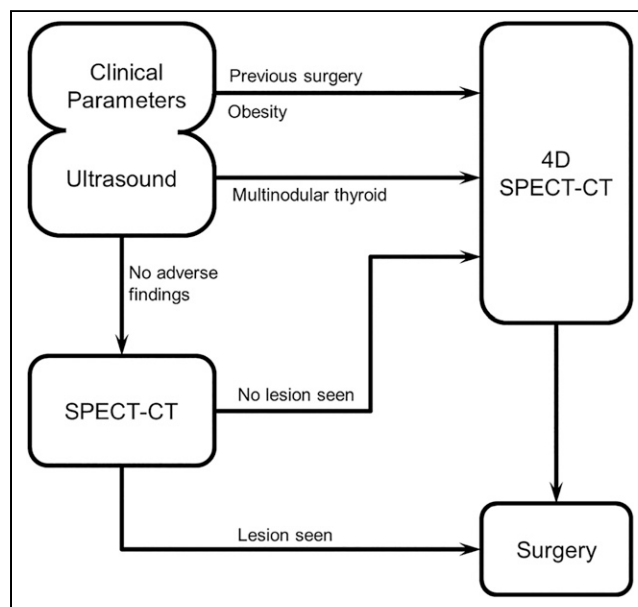 Clinical
Parameters
Previous surgery
Obesity
Ultrasound
Multinodular thyroid
4D
SPECT-CT
No adverse
findings
SPECT-CT
No lesion seen
Lesion seen
Surgery